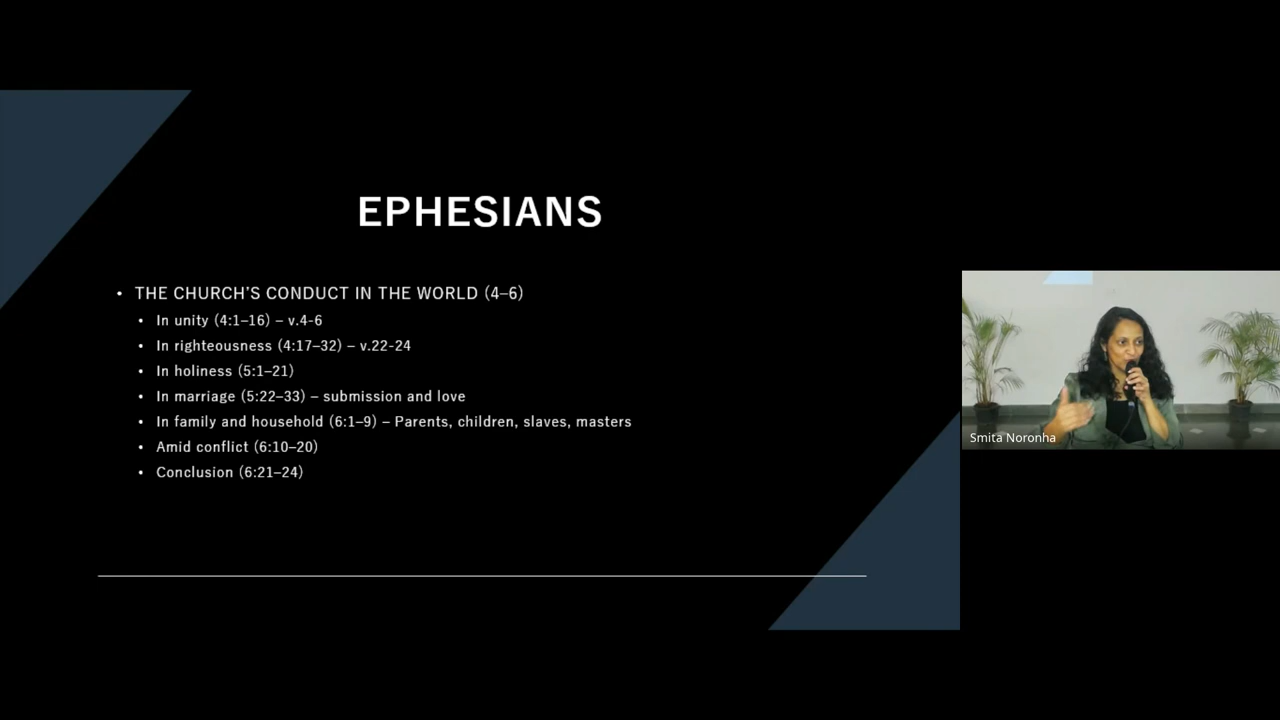 EPHESIANS
• THE CHURCH’S CONDUCT IN THE WORLD (4–6)
• In unity (4:1–16) – v.4-6
• In righteousness (4:17–32) – v.22-24
• In holiness (5:1–21)
• In marriage (5:22–33) – submission and love
• In family and household (6:1–9) – Parents, children, slaves, masters
• Amid conflict (6:10–20)
• Conclusion (6:21–24)
Smita Noronha